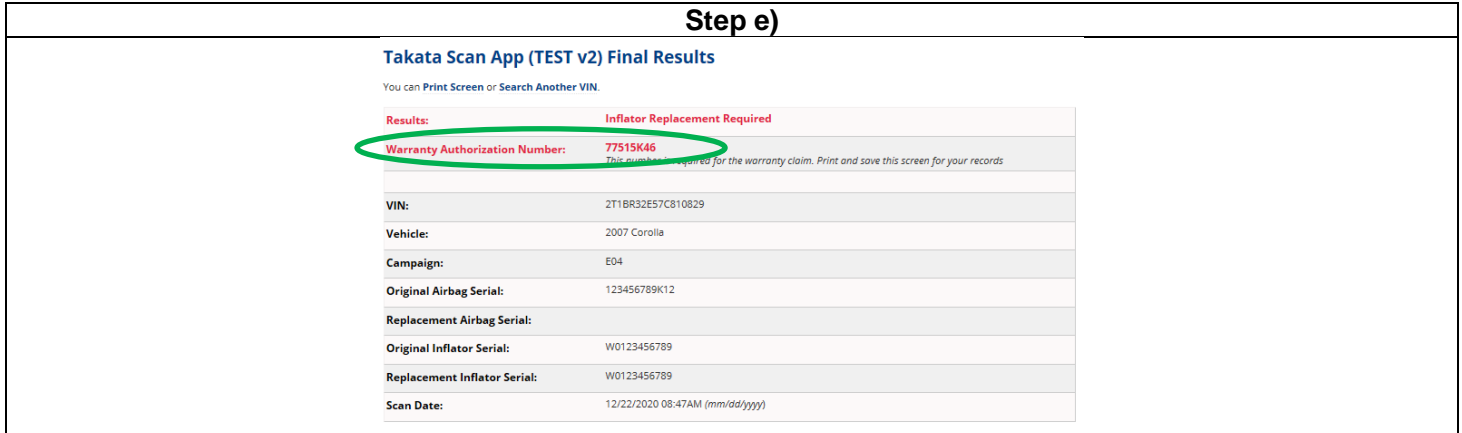 Step e)
Takata Scan App (TEST v2) Final Results
You can Print Screen or Search Another VIN.
Results: Inflator Replacement Required
Warranty Authorization Number: 77515K46
This number is required for the warranty claim. Print and save this screen for your records
VIN: 2T1BR32E57C810829
Vehicle: 2007 Corolla
Campaign: E04
Original Airbag Serial: 123456789K12
Replacement Airbag Serial:
Original Inflator Serial: W0123456789
Replacement Inflator Serial: W0123456789
Scan Date: 12/22/2020 08:47AM (mm/dd/yyyy)